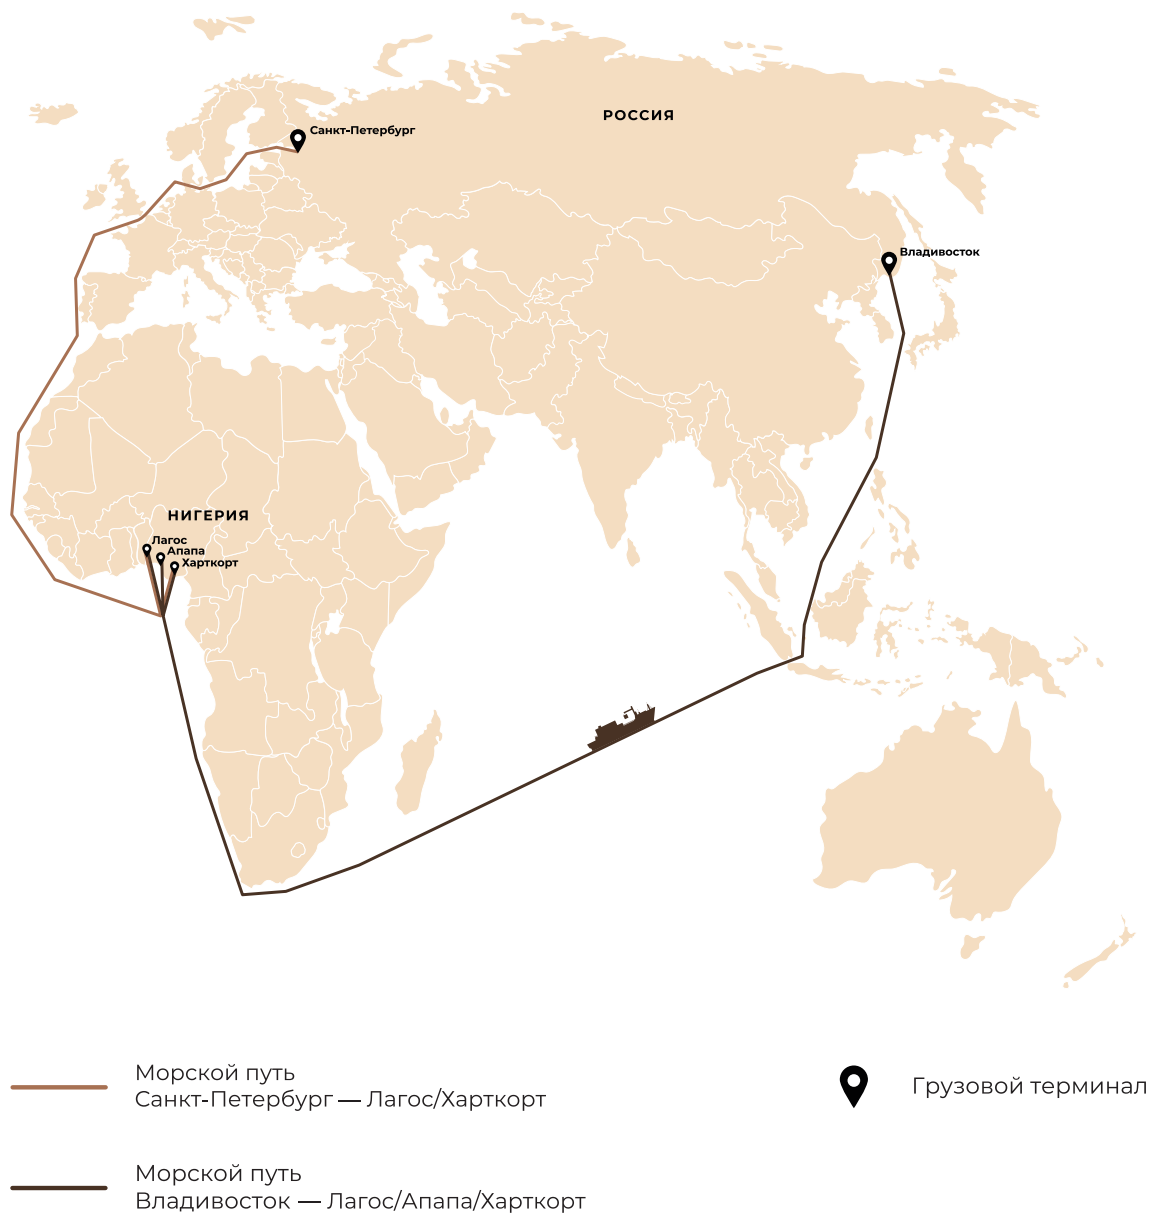 РОССИЯ
Санкт-Петербург
Владивосток
НИГЕРИЯ
Лагос
Апапа
Харткорт
Морской путь
Санкт-Петербург — Лагос/Харткорт
Грузовой терминал
Морской путь
Владивосток — Лагос/Апапа/Харткорт